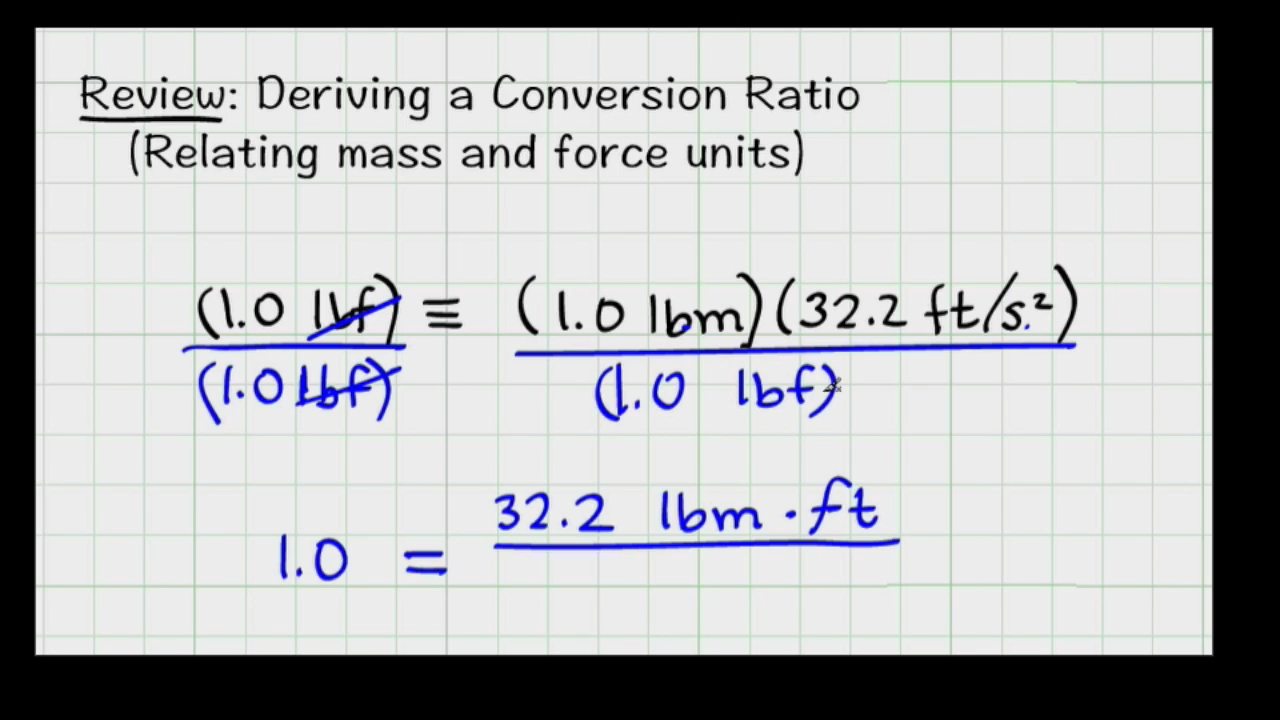 Review: Deriving a Conversion Ratio
(Relating mass and force units)
(1.0 lbf) ≡ (1.0 lbm)(32.2 ft/s²)
(1.0 lbf) (1.0 lbf)
32.2 lbm · ft
1.0 =